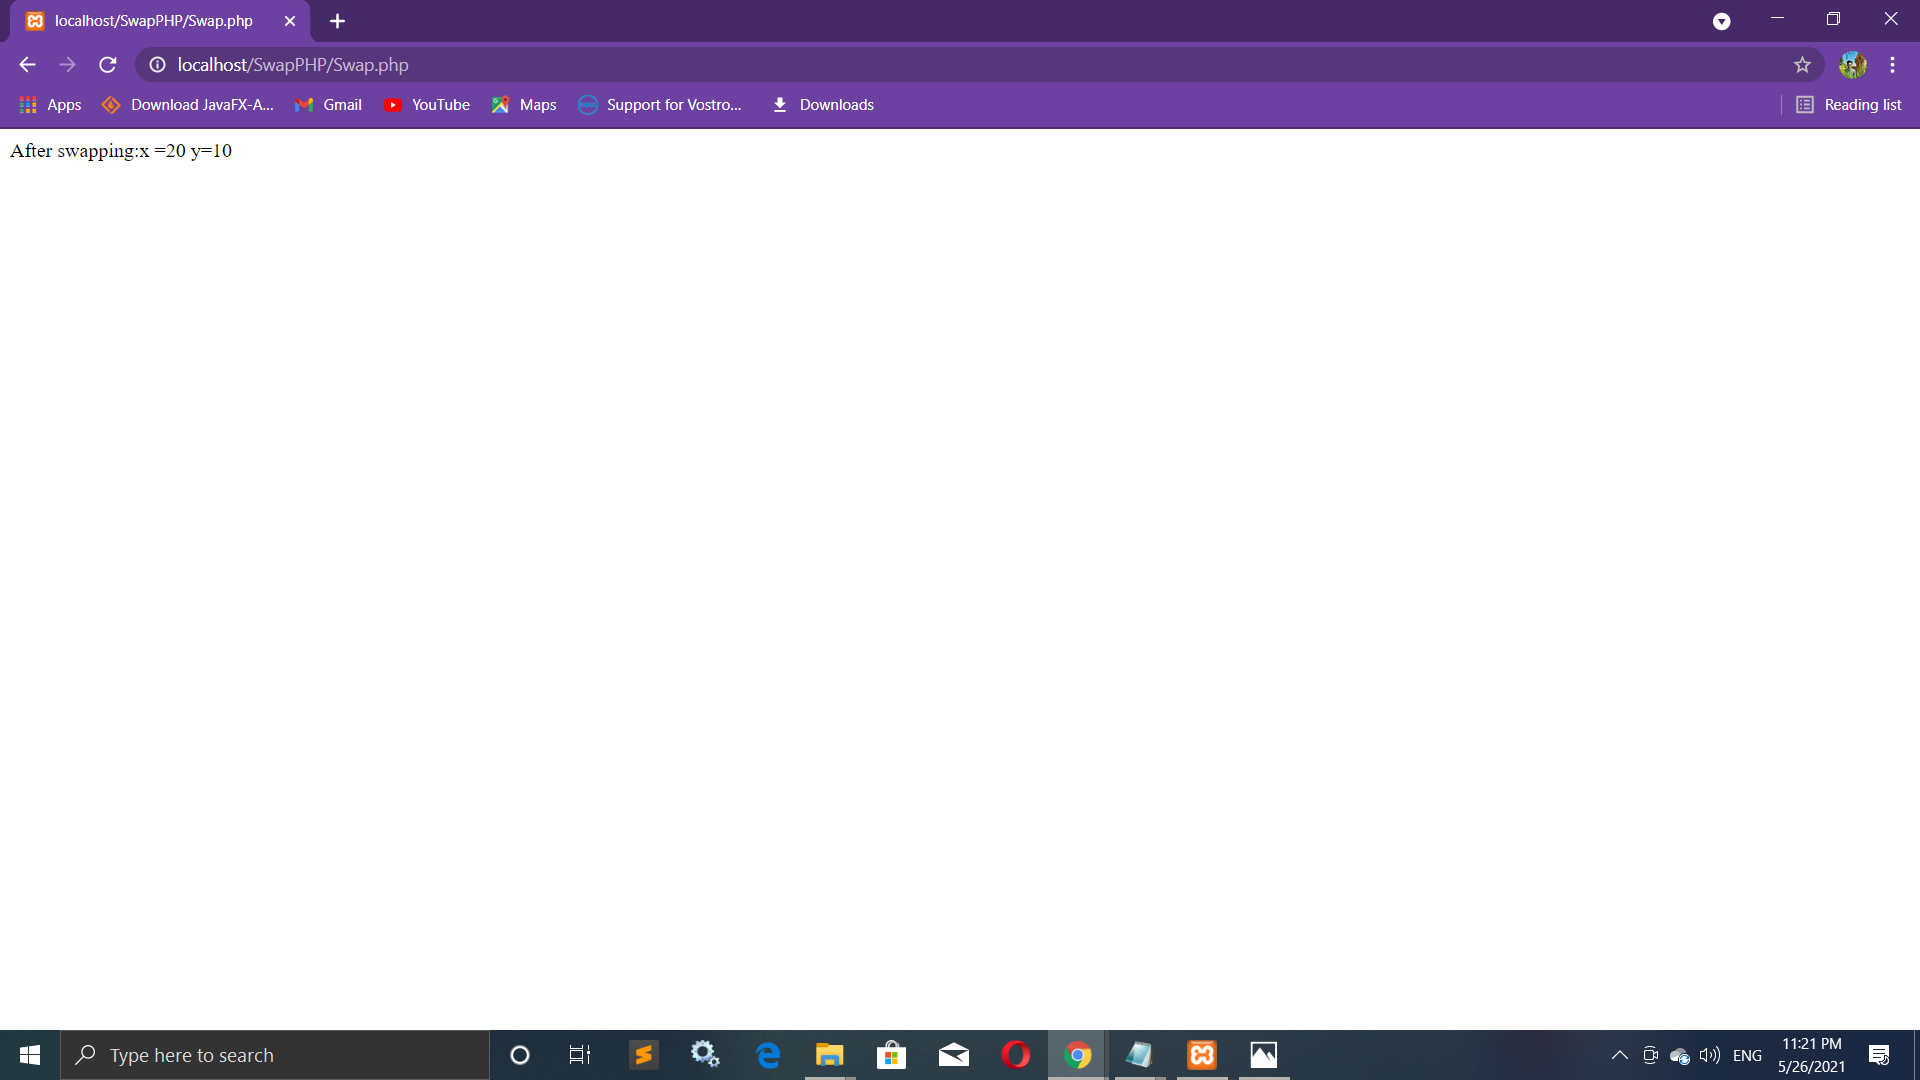 localhost/SwapPHP/Swap.php
localhost/SwapPHP/Swap.php
Apps Download JavaFX-A... Gmail YouTube Maps Support for Vostro... Downloads Reading list
After swapping:x =20 y=10
Type here to search
ENG
11:21 PM
5/26/2021